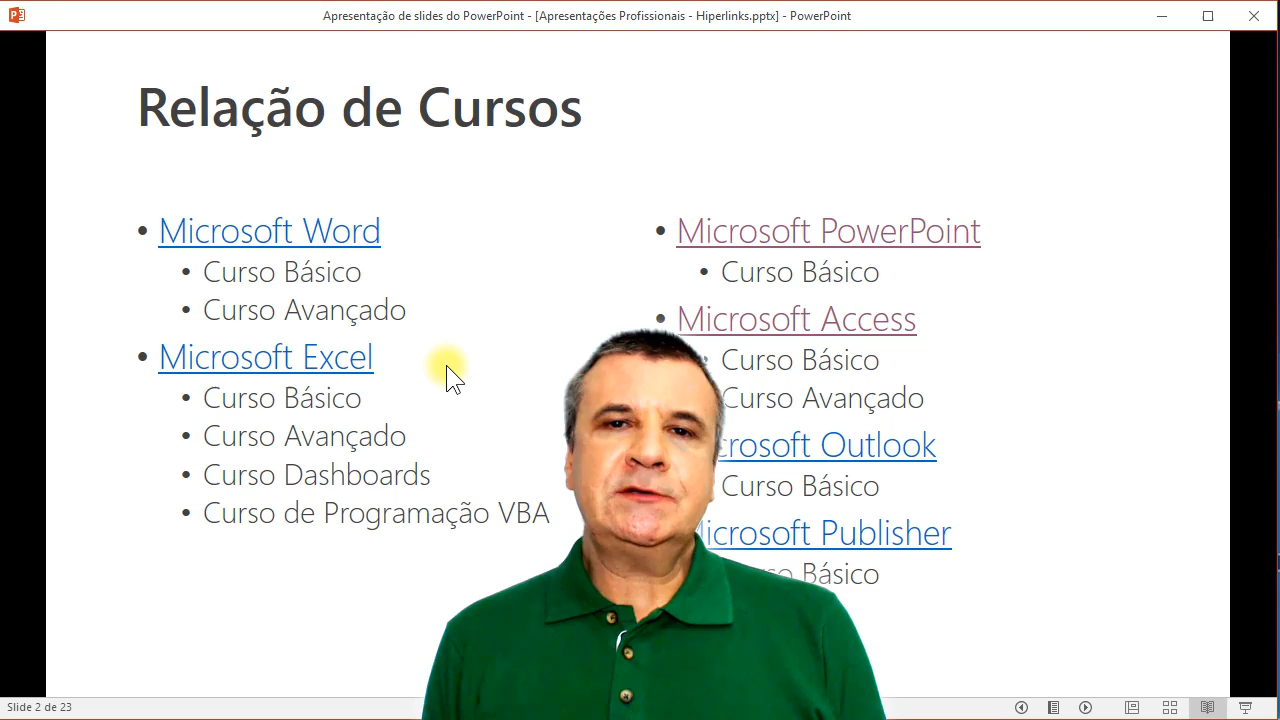 Apresentação de slides do PowerPoint - [Apresentações Profissionais - Hiperlinks.pptx] - PowerPoint
Relação de Cursos
• Microsoft Word
• Curso Básico
• Curso Avançado
• Microsoft Excel
• Curso Básico
• Curso Avançado
• Curso Dashboards
• Curso de Programação VBA
• Microsoft PowerPoint
• Curso Básico
• Microsoft Access
Curso Básico
Curso Avançado
Outlook
Curso Básico
Publisher
Básico
Slide 2 de 23